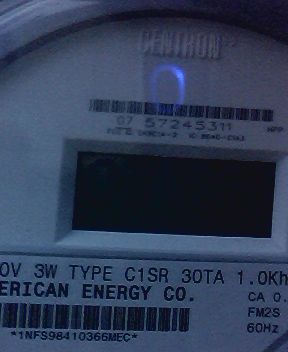 CENTRON
07 57245311
0V 3W TYPE C1SR 30TA 1.0Kh
ERICAN ENERGY CO.
CA 0.
FM2S
60Hz
*1NFS98410366MEC*